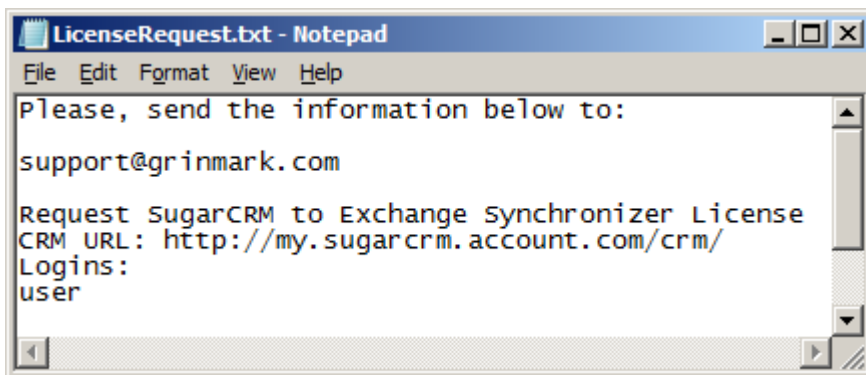 LicenseRequest.txt - Notepad
File Edit Format View Help
Please, send the information below to:
support@grinmark.com
Request SugarCRM to Exchange Synchronizer License
CRM URL: http://my.sugarcrm.account.com/crm/
Logins:
user